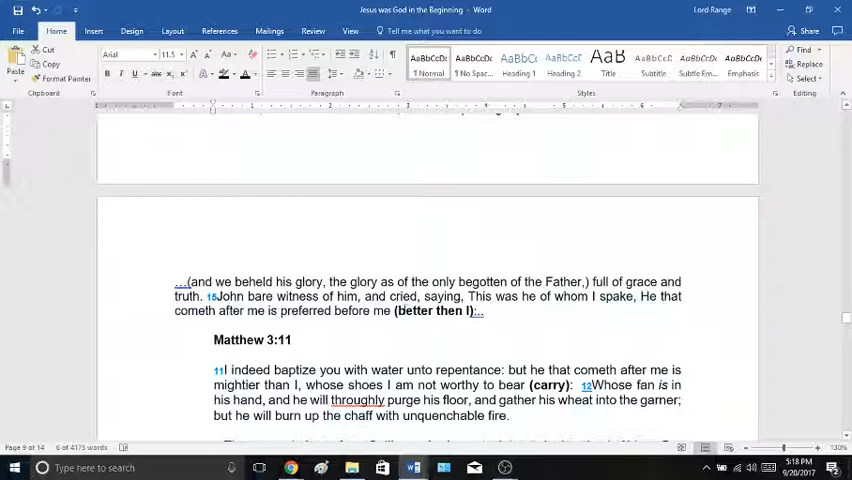 Jesus was God in the Beginning - Word
Lord Range
File Home Insert Design Layout References Mailings Review View Tell me what you want to do
Share
Paste
Cut
Copy
Format Painter
Clipboard
Arial 11.5
Font
Paragraph
AaBbCcDc AaBbCcDc AaBbCc AaBbCcD AaB AaBbCcD AaBbCcDc AaBbCcDc
¶ Normal ¶ No Spac... Heading 1 Heading 2 Title Subtitle Subtle Em... Emphasis
Styles
Find
Replace
Select
Editing
...(and we beheld his glory, the glory as of the only begotten of the Father,) full of grace and
truth. 15John bare witness of him, and cried, saying, This was he of whom I spake, He that
cometh after me is preferred before me (better then I)...
Matthew 3:11
11I indeed baptize you with water unto repentance: but he that cometh after me is
mightier than I, whose shoes I am not worthy to bear (carry): 12Whose fan is in
his hand, and he will throughly purge his floor, and gather his wheat into the garner;
but he will burn up the chaff with unquenchable fire.
Page 9 of 14 6 of 4175 words
130%
Type here to search
5:18 PM
9/20/2017